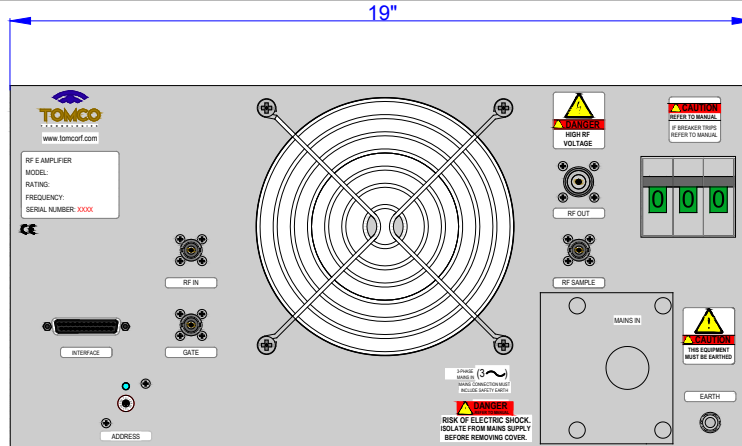 19"
TOMCO
TECHNOLOGIES
www.tomcorf.com
RF E AMPLIFIER
MODEL:
RATING:
FREQUENCY:
SERIAL NUMBER: XXXX
CE
RF IN
INTERFACE
GATE
ADDRESS
DANGER
HIGH RF
VOLTAGE
RF OUT
RF SAMPLE
CAUTION
REFER TO MANUAL
IF BREAKER TRIPS
REFER TO MANUAL
0 0 0
MAINS IN
CAUTION
THIS EQUIPMENT
MUST BE EARTHED
EARTH
3-PHASE
MAINS IN
(3~)
MAINS CONNECTION MUST
INCLUDE SAFETY EARTH
DANGER
RISK OF ELECTRIC SHOCK.
ISOLATE FROM MAINS SUPPLY
BEFORE REMOVING COVER.